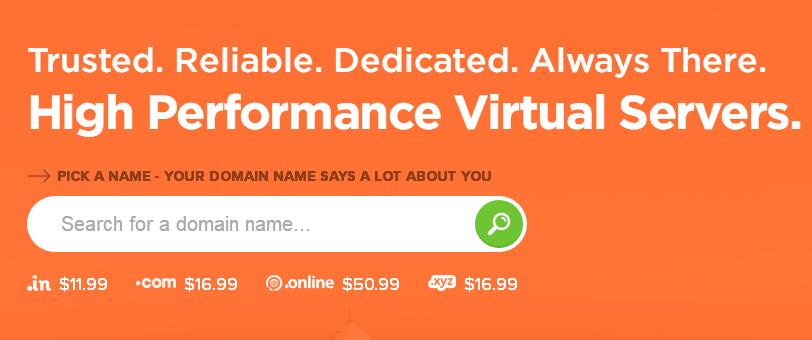 Trusted. Reliable. Dedicated. Always There.
High Performance Virtual Servers.
PICK A NAME - YOUR DOMAIN NAME SAYS A LOT ABOUT YOU
Search for a domain name...
.in $11.99 .com $16.99 .online $50.99 .xyz $16.99